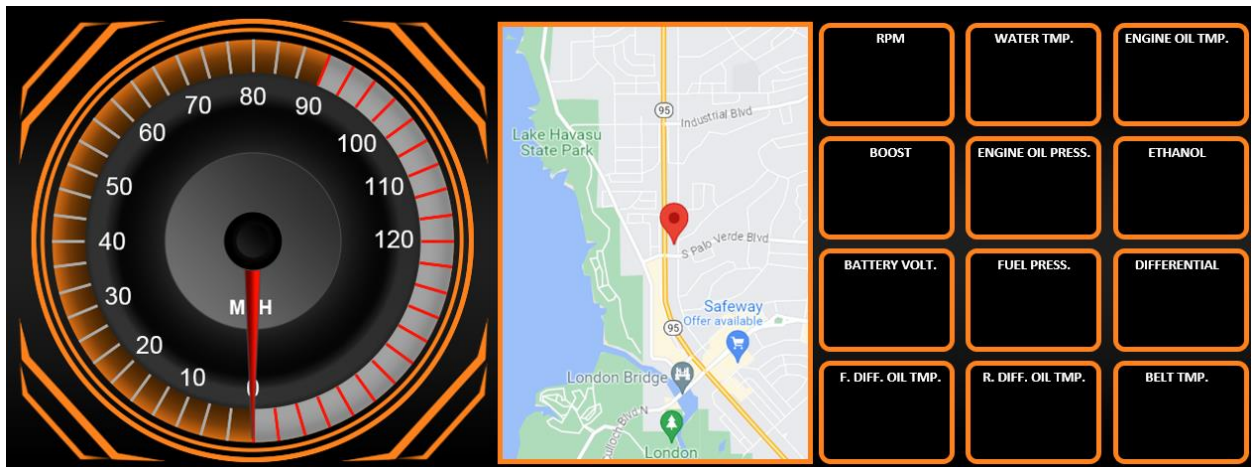 0
10
20
30
40
50
60
70
80
90
100
110
120
95
Industrial Blvd
Lake Havasu
State Park
S Palo Verde Blvd
Safeway
Offer available
95
London Bridge
London
RPM
WATER TMP.
ENGINE OIL TMP.
BOOST
ENGINE OIL PRESS.
ETHANOL
BATTERY VOLT.
FUEL PRESS.
DIFFERENTIAL
F. DIFF. OIL TMP.
R. DIFF. OIL TMP.
BELT TMP.